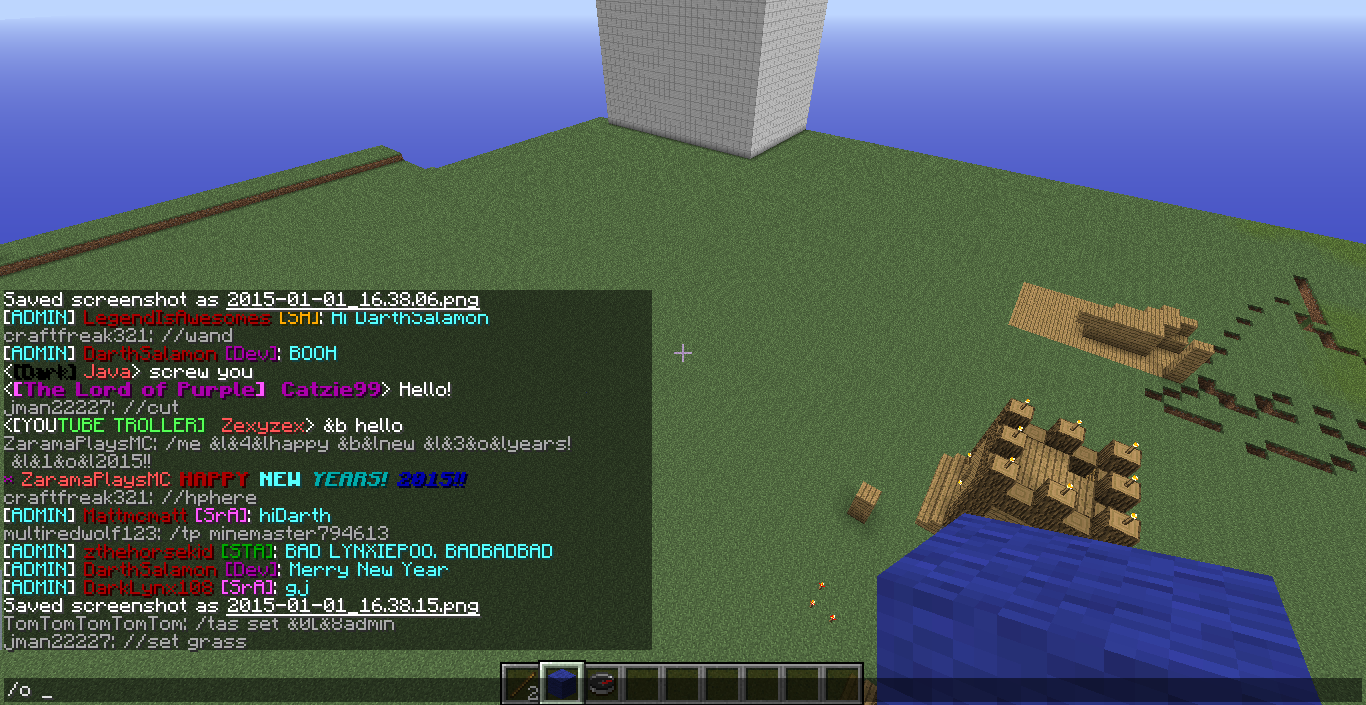 Saved screenshot as 2015-01-01_16.38.06.png
[ADMIN] LegendIsAwesomes [SA]: Hi DarthSalamon
craftfreak321: //wand
[ADMIN] DarthSalamon [Dev]: BOOH
<[Dark] Java> screw you
<[The Lord of Purple] Catzie99> Hello!
jman22227: //cut
<[YOUTUBE TROLLER] Zexyzex> &b hello
ZaramaPlaysMC: /me &l&4&lhappy &b&lnew &l&3&o&lyears!
&l&1&o&l2015!!
* ZaramaPlaysMC HAPPY NEW YEARS! 2015!!
craftfreak321: //hphere
[ADMIN] Mattmomatt [SrA]: hiDarth
multiredwolf123: /tp minemaster794613
[ADMIN] zthehorsekid [STA]: BAD LYNXIEPOO. BADBADBAD
[ADMIN] DarthSalamon [Dev]: Merry New Year
[ADMIN] DarkLynx108 [SrA]: gj
Saved screenshot as 2015-01-01_16.38.15.png
TomTomTomTomTom: /tas set &0[&8admin
jman22227: //set grass
/o _
2